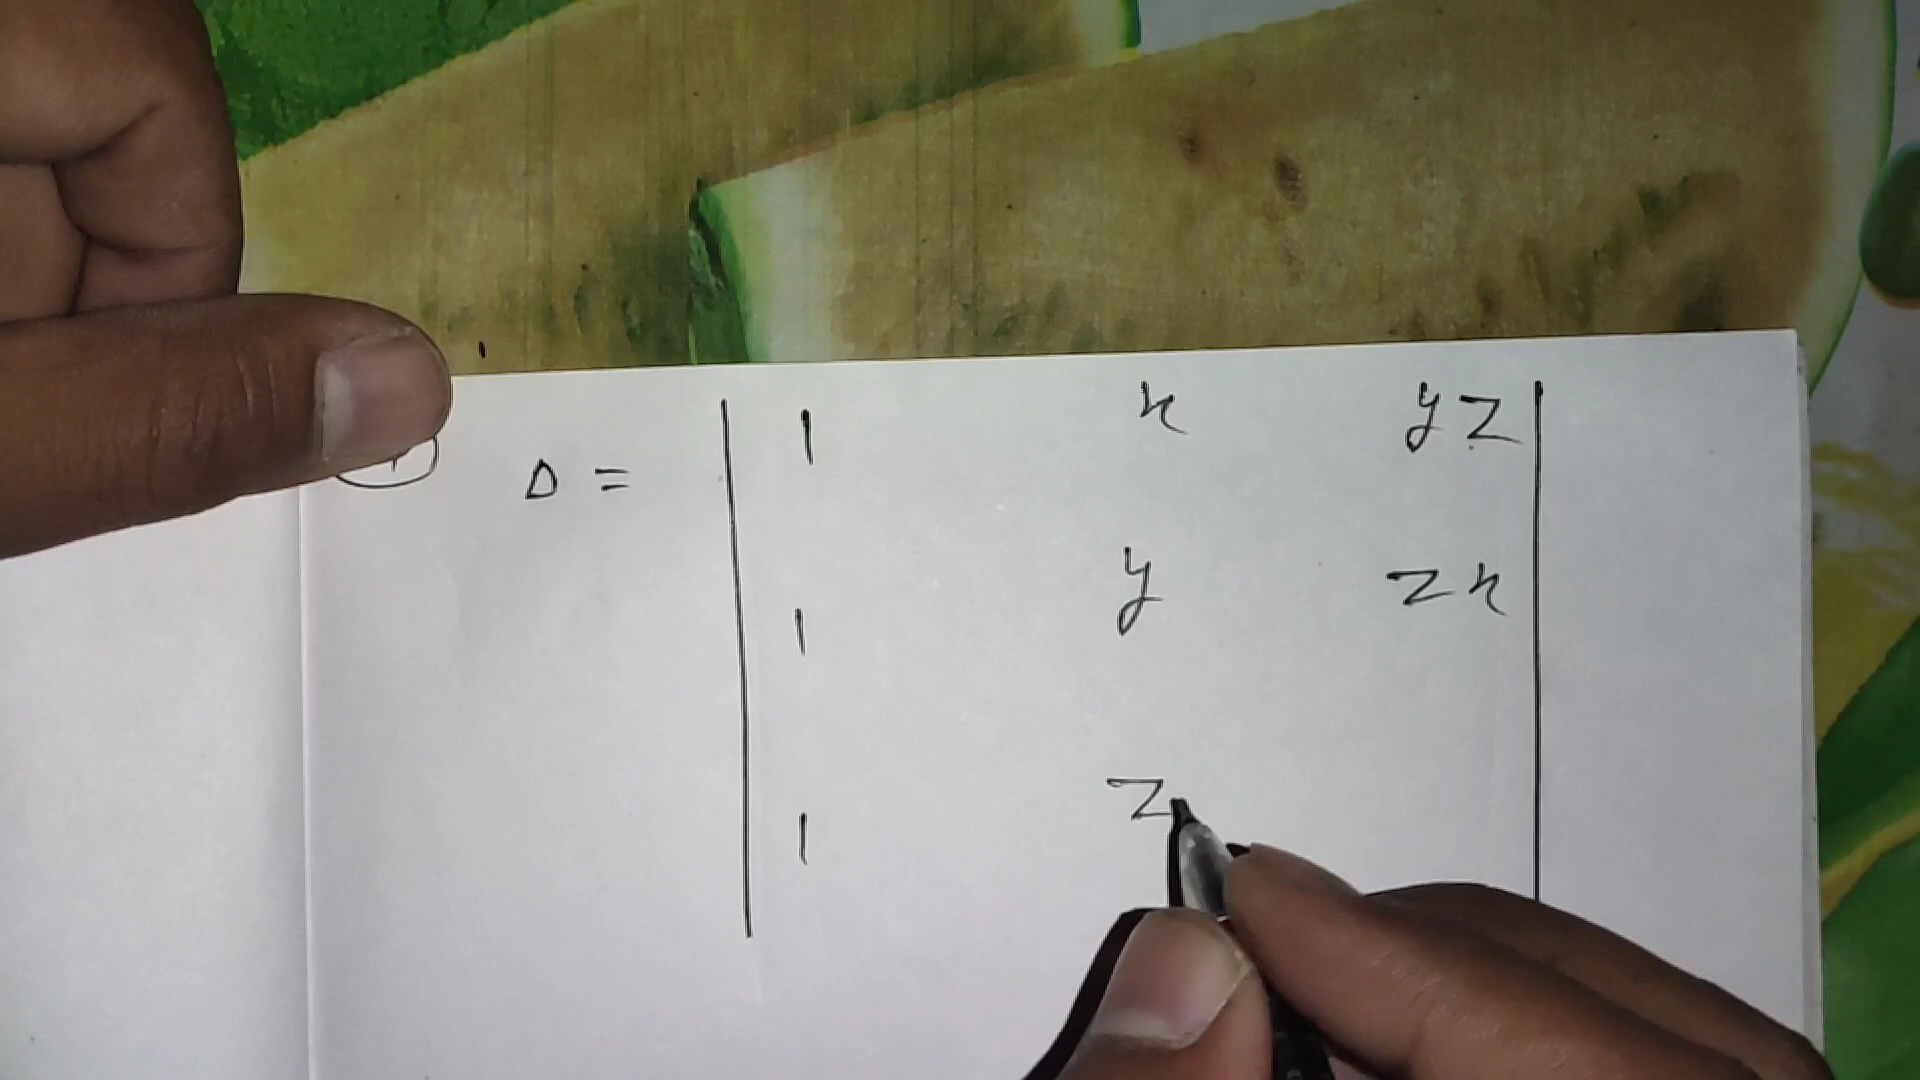 Δ = | 1 x yz |
1 y zx
1 z